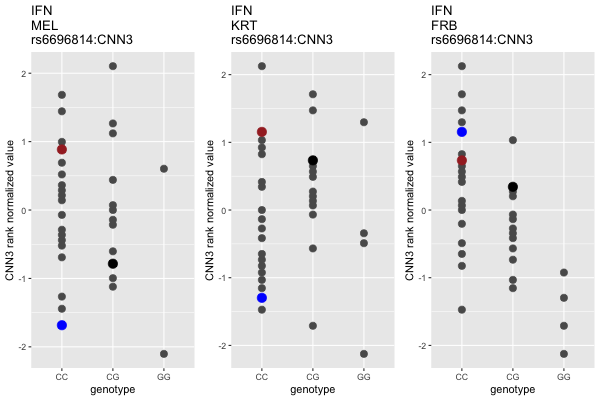 IFN
MEL
rs6696814:CNN3
CNN3 rank normalized value
2
1
0
-1
-2
CC
CG
GG
genotype
IFN
KRT
rs6696814:CNN3
CNN3 rank normalized value
2
1
0
-1
-2
CC
CG
GG
genotype
IFN
FRB
rs6696814:CNN3
CNN3 rank normalized value
2
1
0
-1
-2
CC
CG
GG
genotype